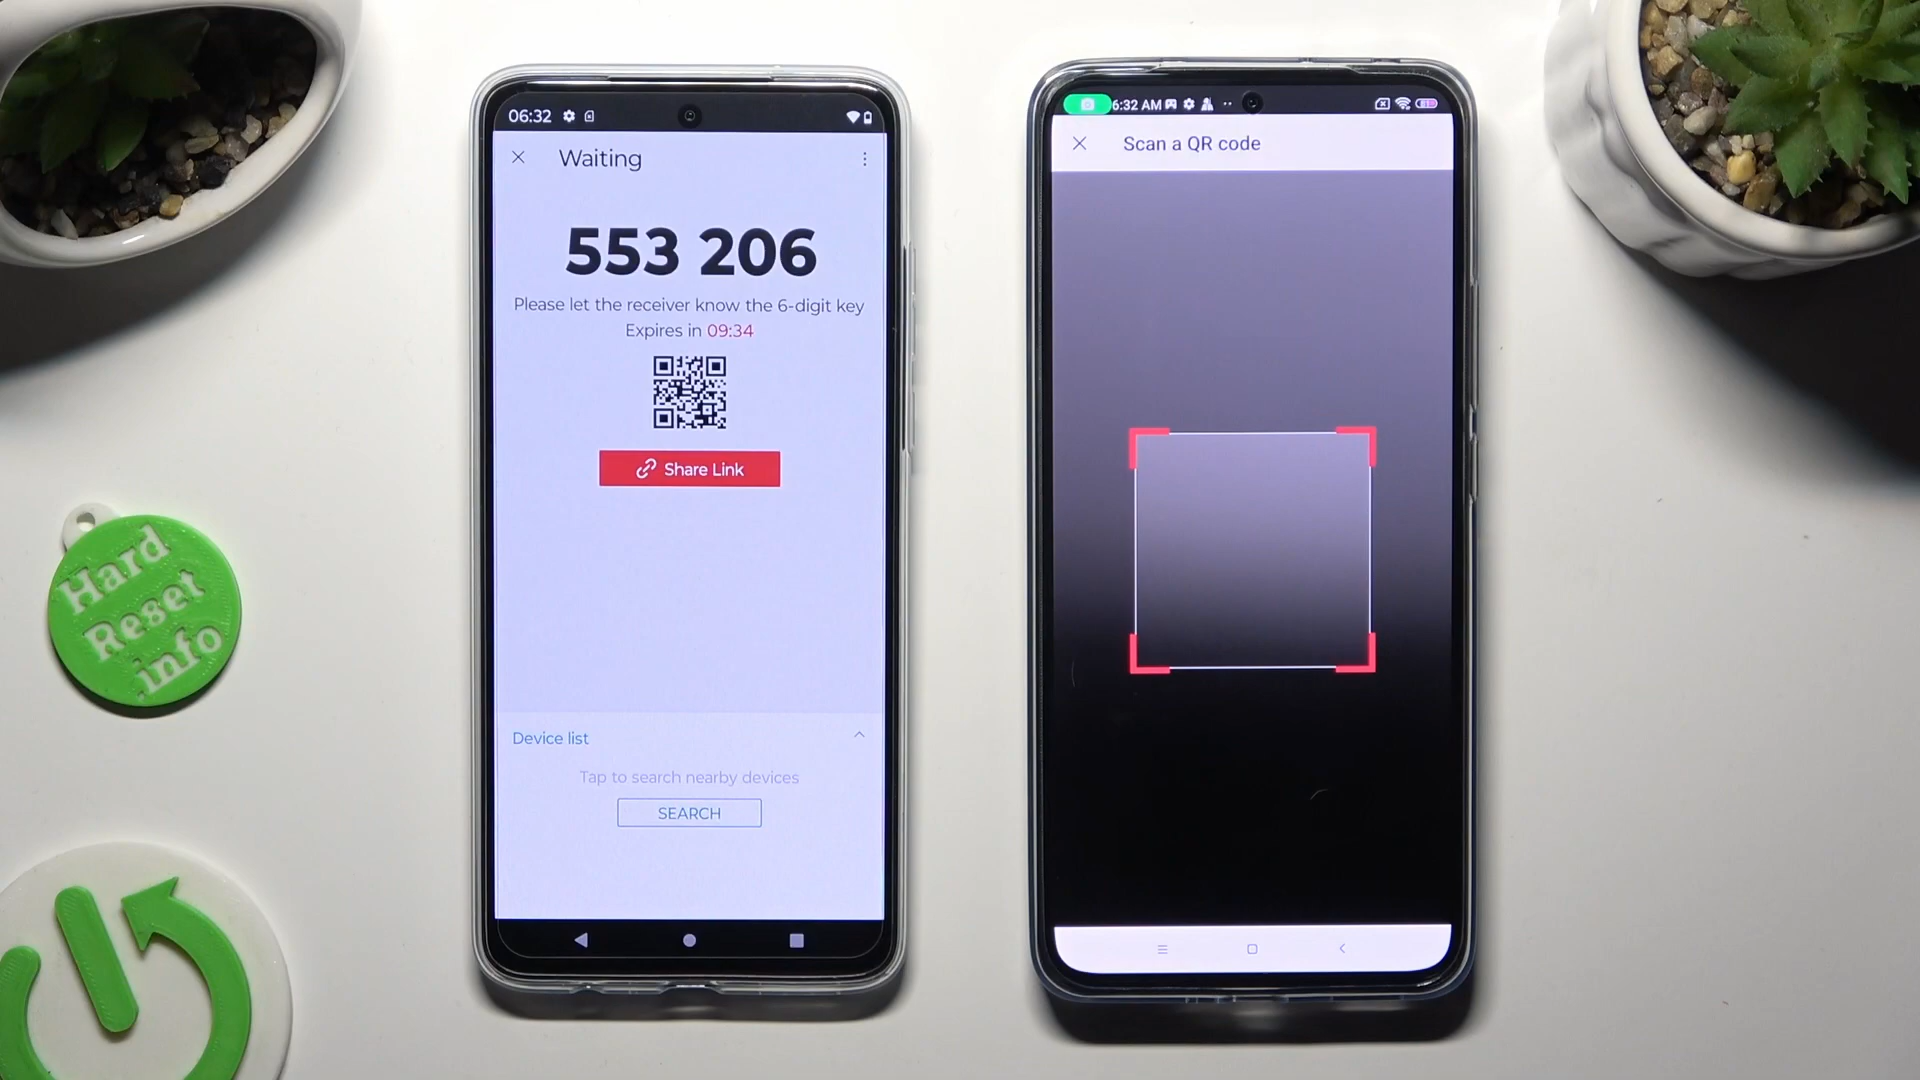 06:32
Waiting
553 206
Please let the receiver know the 6-digit key
Expires in 09:34
Share Link
Device list
Tap to search nearby devices
SEARCH
6:32 AM
Scan a QR code
Hard
Reset
.info